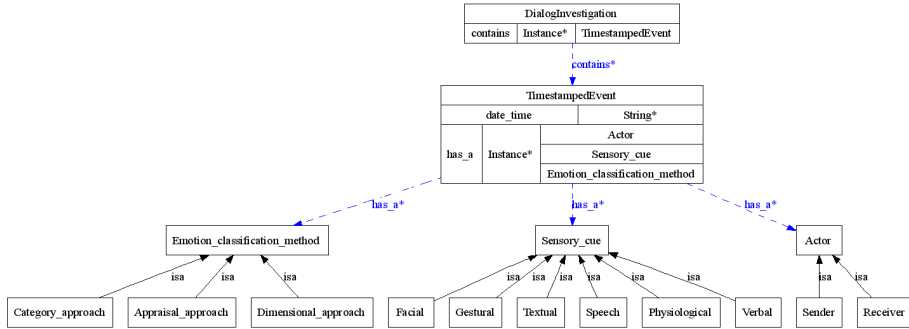 DialogInvestigation
contains Instance* TimestampedEvent
contains*
TimestampedEvent
date_time String*
has_a Instance* Actor
Sensory_cue
Emotion_classification_method
has_a* has_a* has_a*
Emotion_classification_method Sensory_cue Actor
isa isa isa isa isa isa isa isa isa isa isa
Category_approach Appraisal_approach Dimensional_approach Facial Gestural Textual Speech Physiological Verbal Sender Receiver